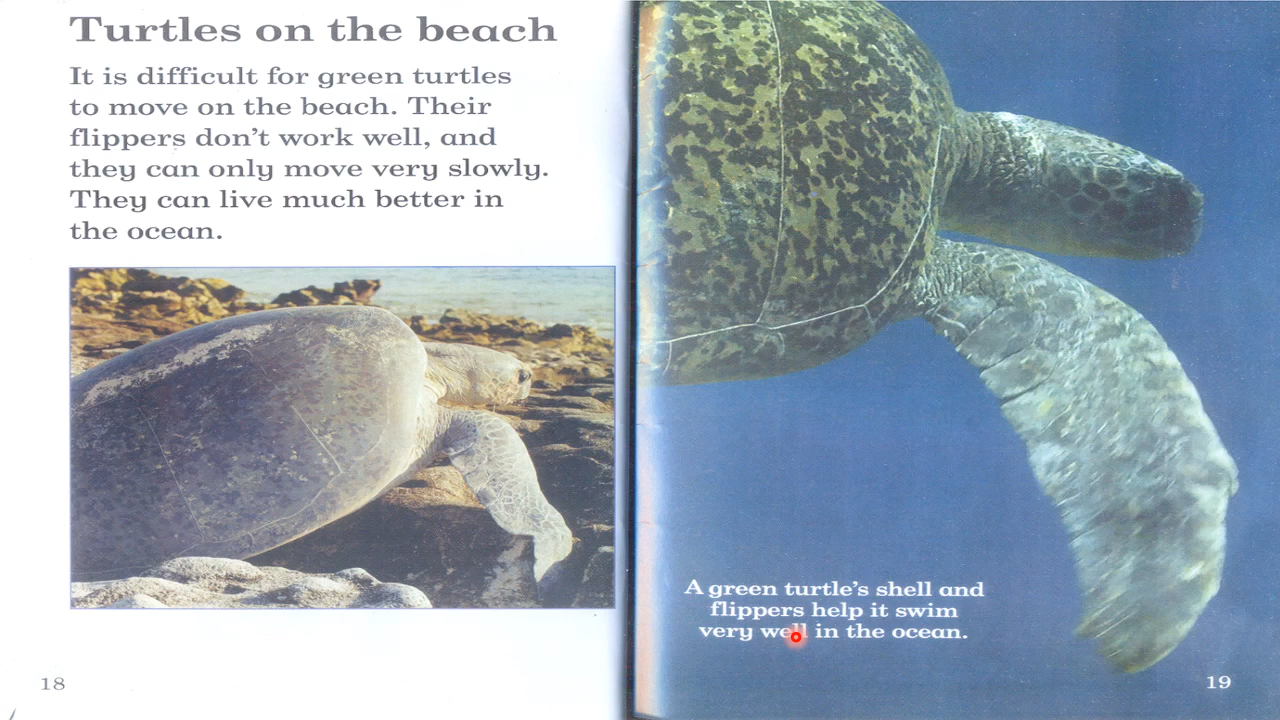 Turtles on the beach
It is difficult for green turtles
to move on the beach. Their
flippers don't work well, and
they can only move very slowly.
They can live much better in
the ocean.
18
A green turtle's shell and
flippers help it swim
very well in the ocean.
19